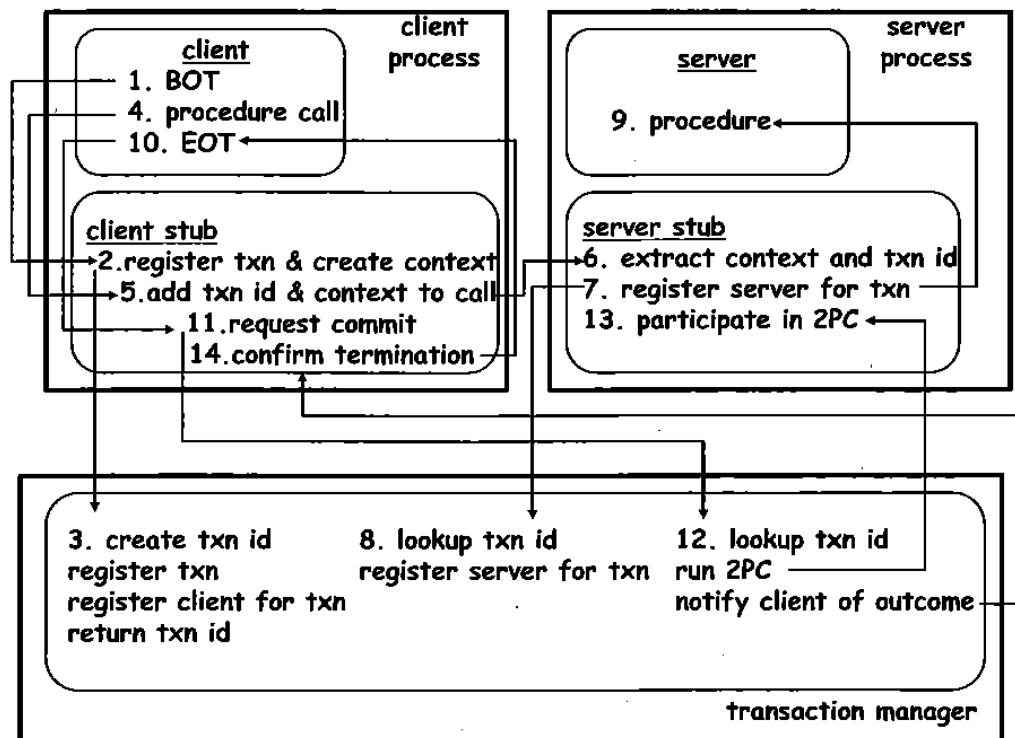 client process
client
1. BOT
4. procedure call
10. EOT
client stub
2.register txn & create context
5.add txn id & context to call
11.request commit
14.confirm termination
server process
server
9. procedure
server stub
6. extract context and txn id
7. register server for txn
13. participate in 2PC
3. create txn id
register txn
register client for txn
return txn id
8. lookup txn id
register server for txn
12. lookup txn id
run 2PC
notify client of outcome
transaction manager